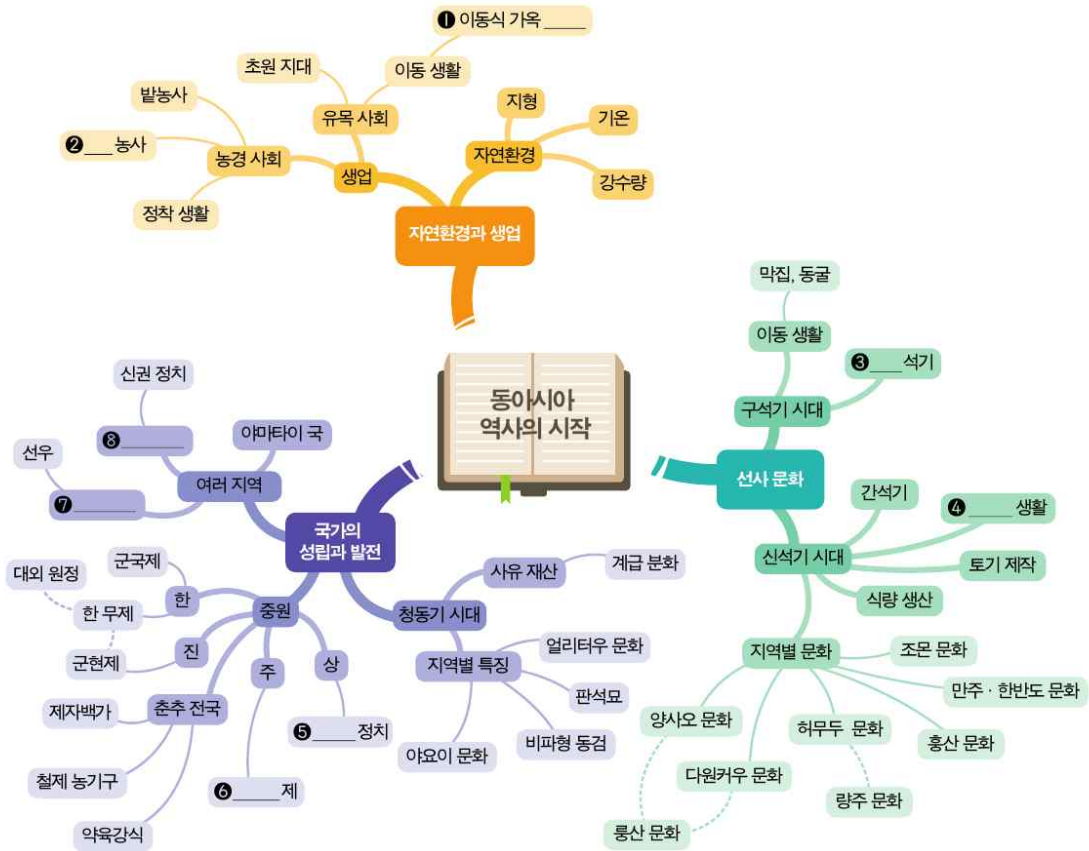 ❶ 이동식 가옥 _____
초원 지대
이동 생활
밭농사
유목 사회
❷ ___ 농사
농경 사회
생업
정착 생활
지형
기온
자연환경
강수량
자연환경과 생업
동아시아
역사의 시작
막집, 동굴
이동 생활
❸ ____ 석기
구석기 시대
선사 문화
간석기
❹ _____ 생활
신석기 시대
토기 제작
식량 생산
지역별 문화
조몬 문화
만주 · 한반도 문화
양사오 문화
허무두 문화
훙산 문화
다원커우 문화
량주 문화
룽산 문화
신권 정치
❽ ________
야마타이 국
선우
여러 지역
❼ ________
국가의
성립과 발전
군국제
대외 원정
한 무제
한
중원
군현제
진
주
상
제자백가
춘추 전국
❺ _____ 정치
철제 농기구
❻ ______ 제
약육강식
사유 재산
계급 분화
청동기 시대
얼리터우 문화
지역별 특징
판석묘
야요이 문화
비파형 동검